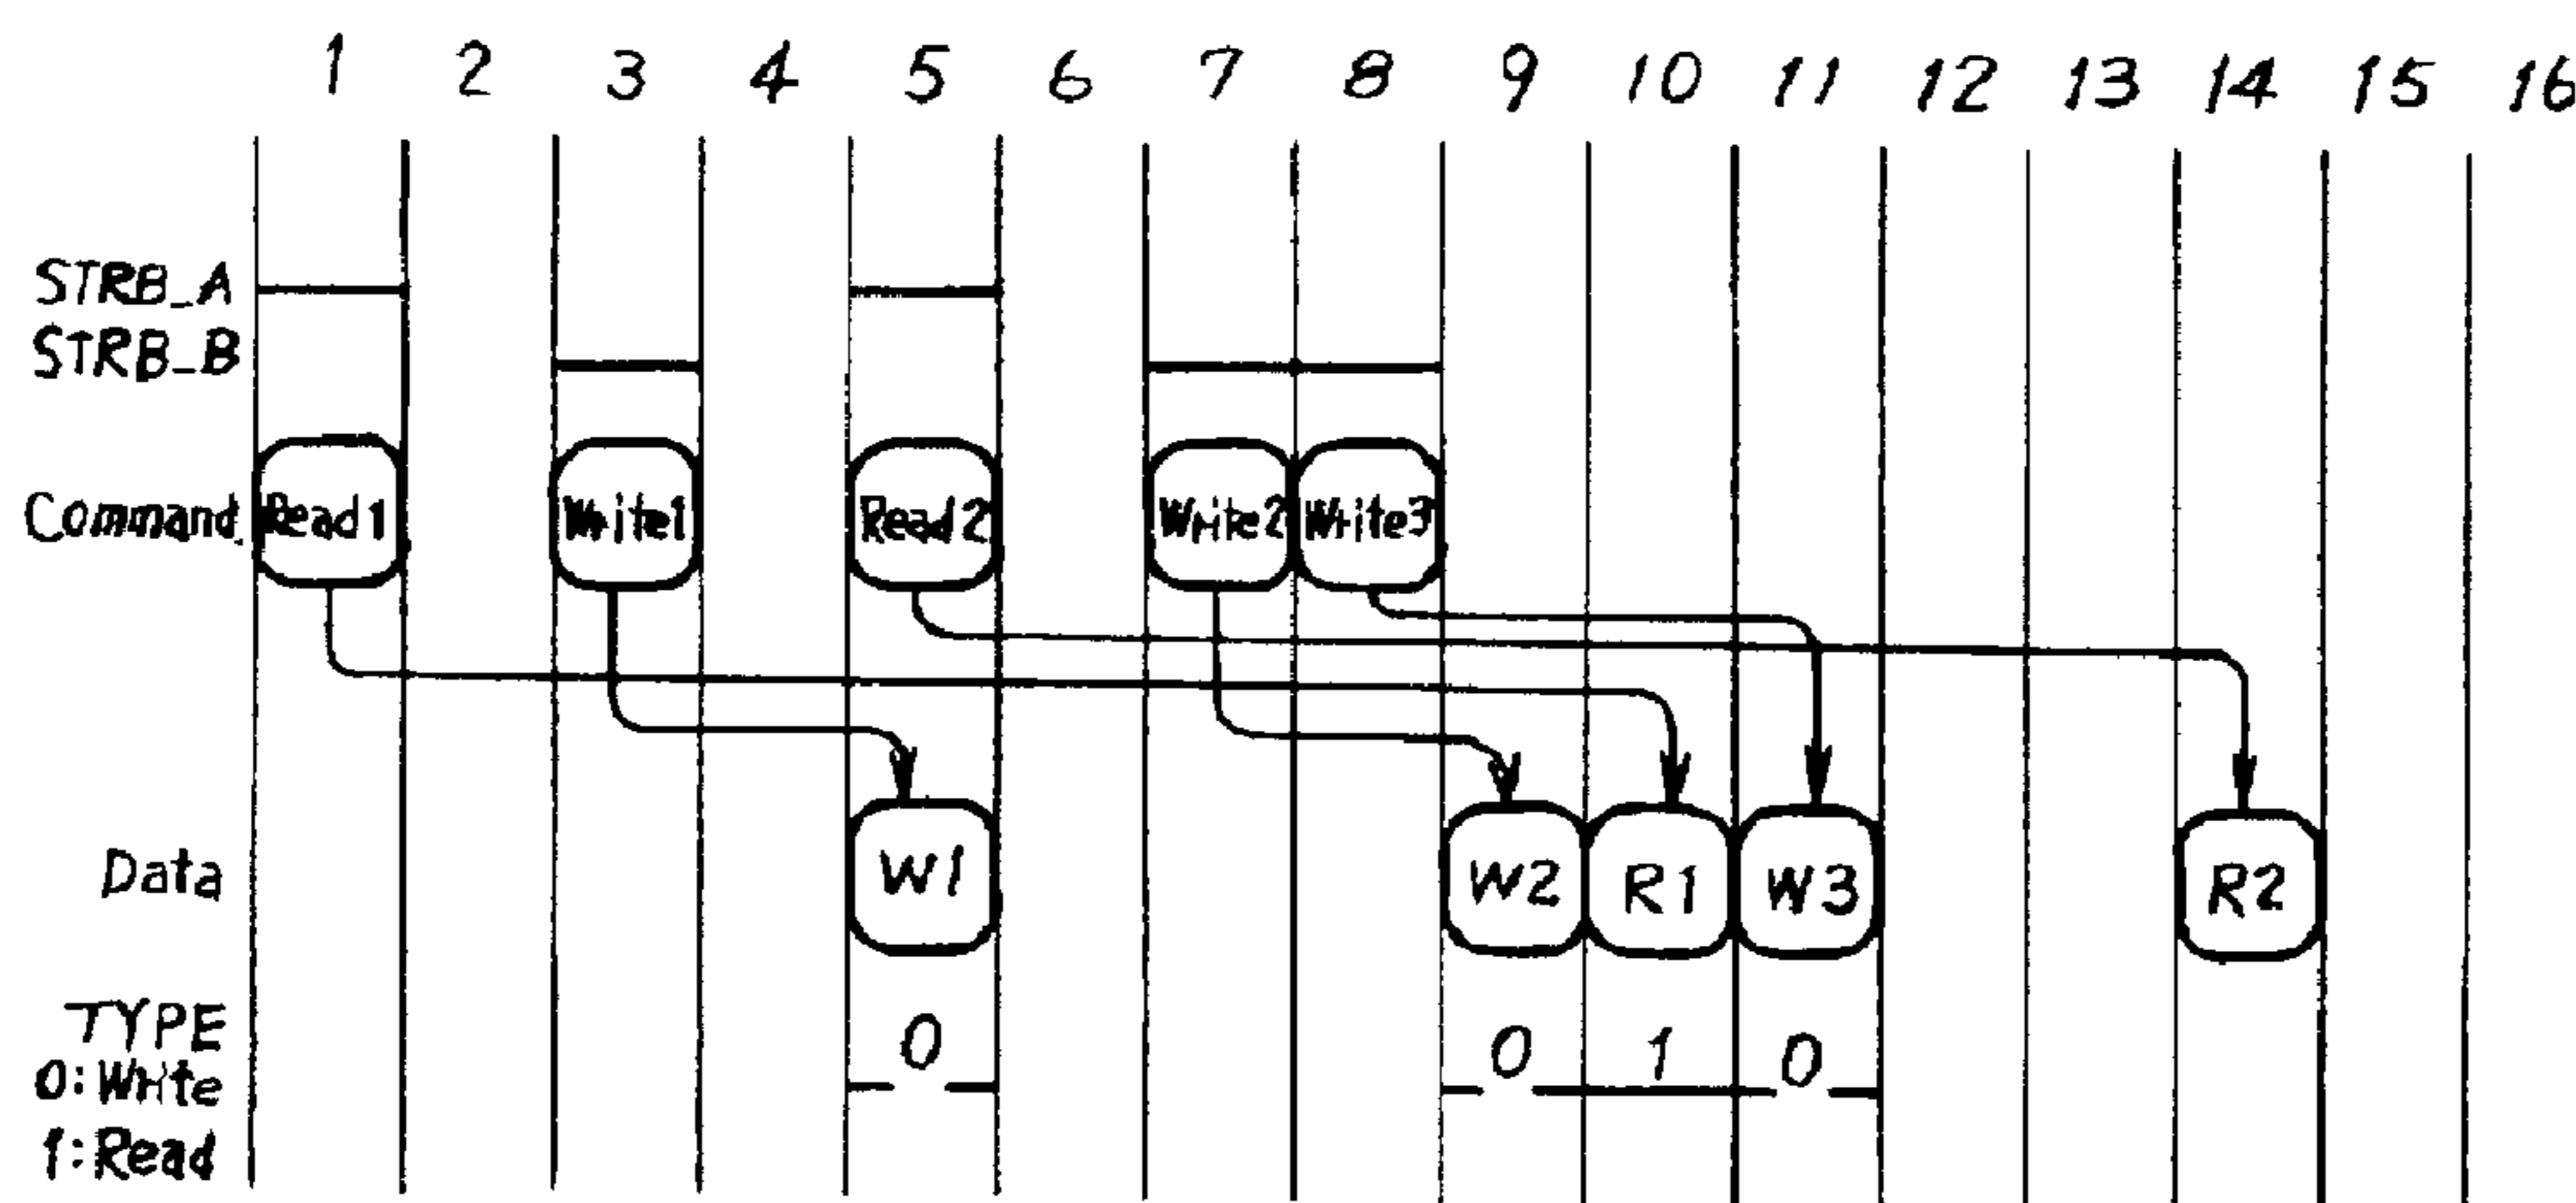 1 2 3 4 5 6 7 8 9 10 11 12 13 14 15 16
STRB_A
STRB_B
Command Read1 Write1 Read2 Write2 Write3
Data W1 W2 R1 W3 R2
TYPE 0 0 1 0
0:Write
1:Read